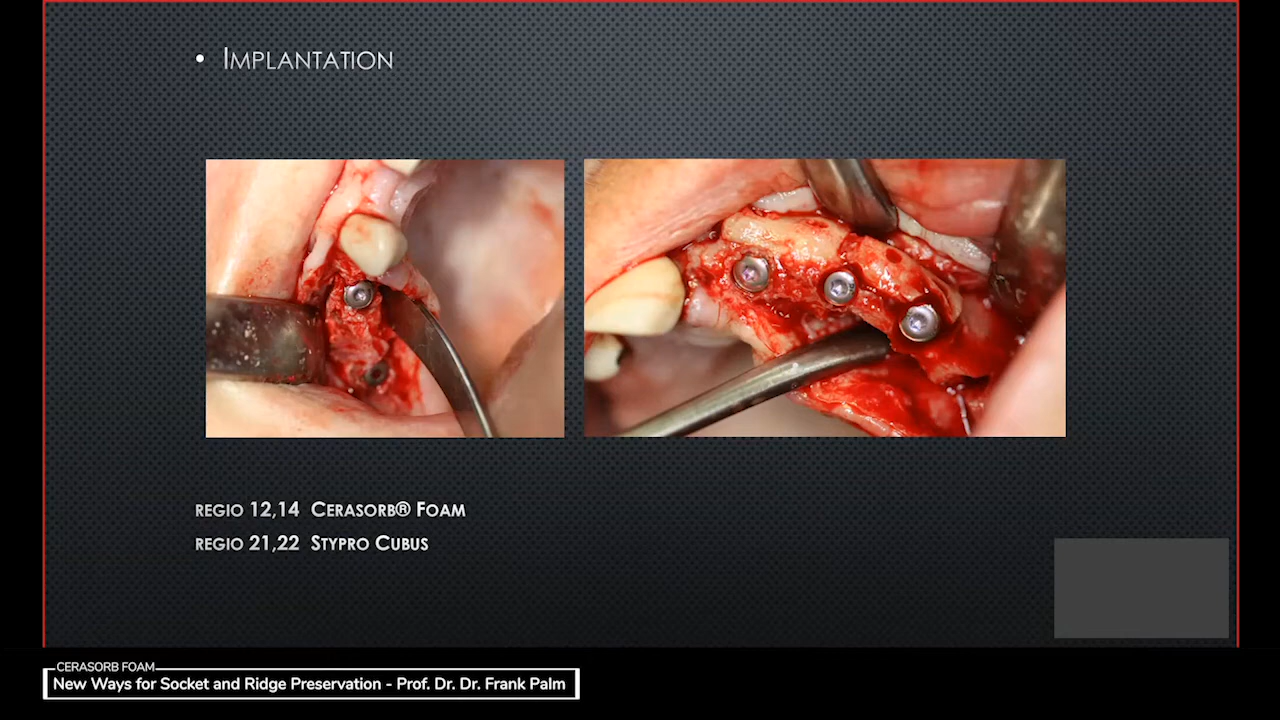 • Implantation
regio 12,14 Cerasorb® Foam
regio 21,22 Stypro Cubus
CERASORB FOAM
New Ways for Socket and Ridge Preservation - Prof. Dr. Dr. Frank Palm